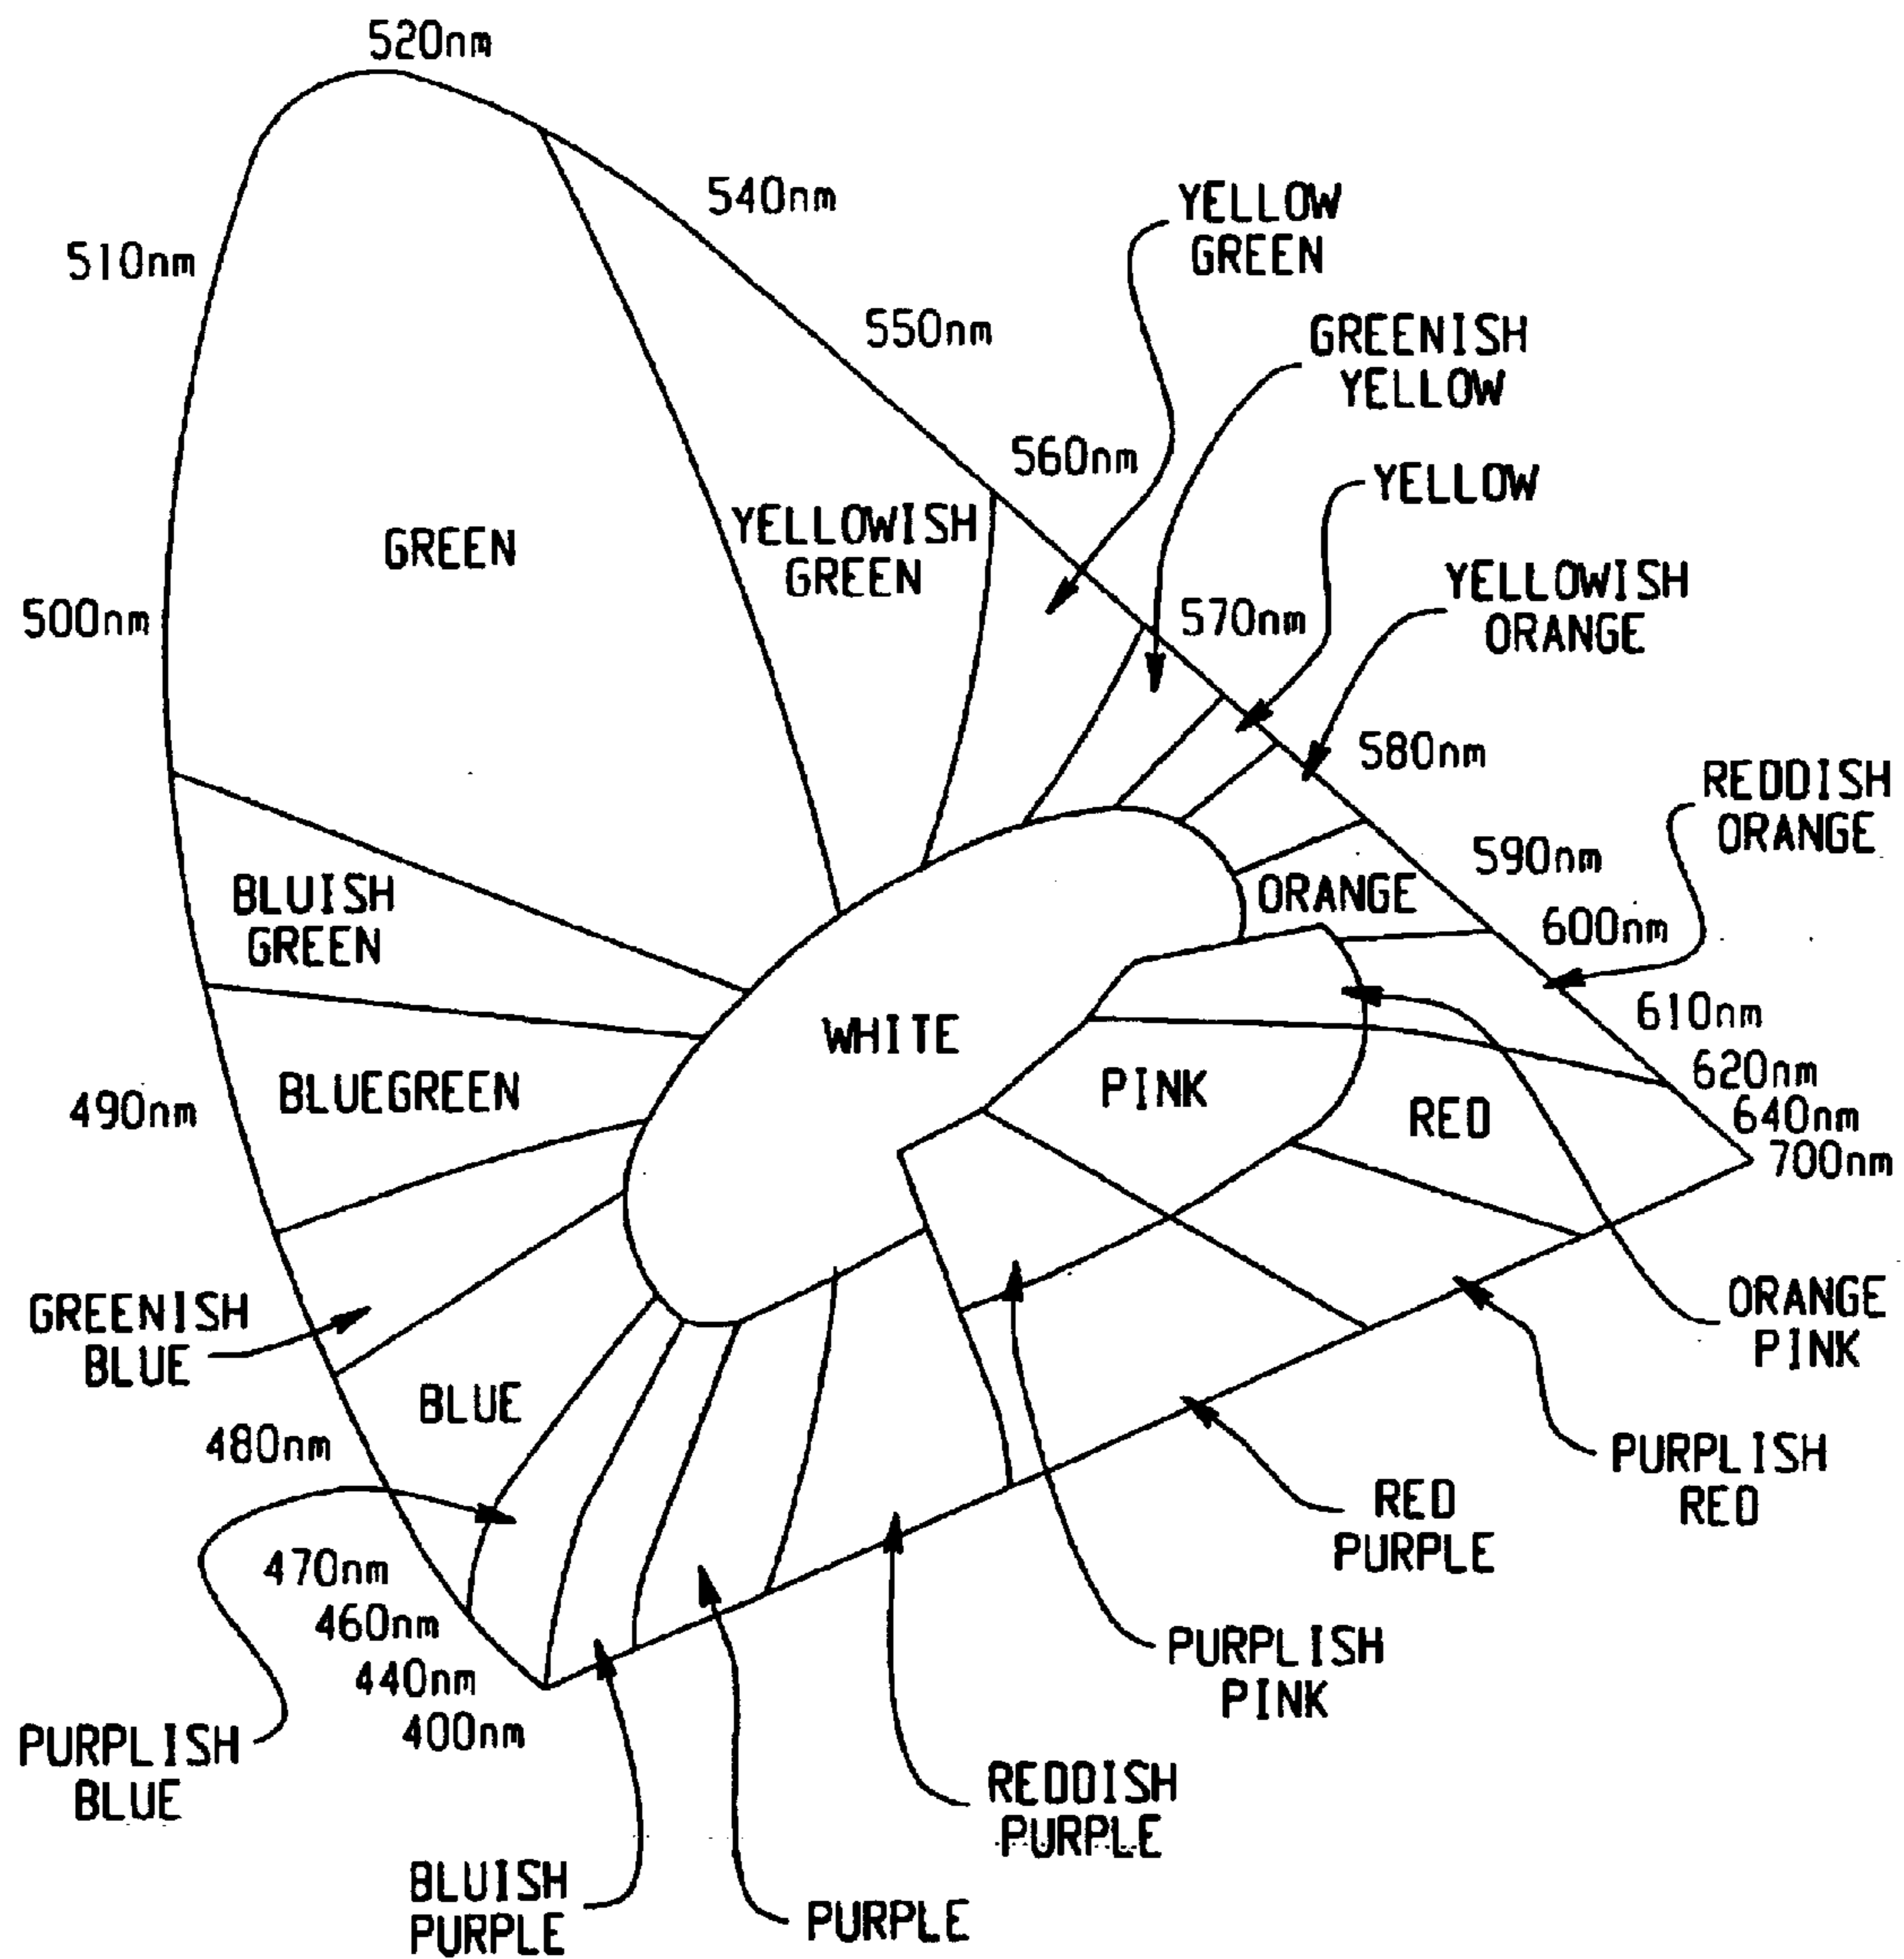 520nm
540nm
YELLOW
GREEN
510nm
550nm
GREENISH
YELLOW
560nm
YELLOW
GREEN
YELLOWISH
GREEN
YELLOWISH
ORANGE
500nm
570nm
580nm
REDDISH
ORANGE
590nm
BLUISH
GREEN
ORANGE
600nm
WHITE
610nm
BLUEGREEN
PINK
620nm
490nm
RED
640nm
700nm
GREENISH
BLUE
ORANGE
PINK
BLUE
480nm
PURPLISH
RED
RED
PURPLE
470nm
460nm
440nm
400nm
PURPLISH
PINK
PURPLISH
BLUE
REDDISH
PURPLE
BLUISH
PURPLE
PURPLE